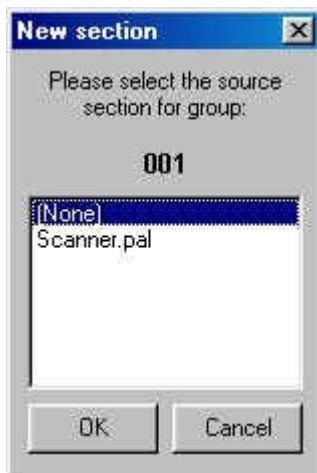 New section
Please select the source
section for group:
001
(None)
Scanner.pal
OK
Cancel